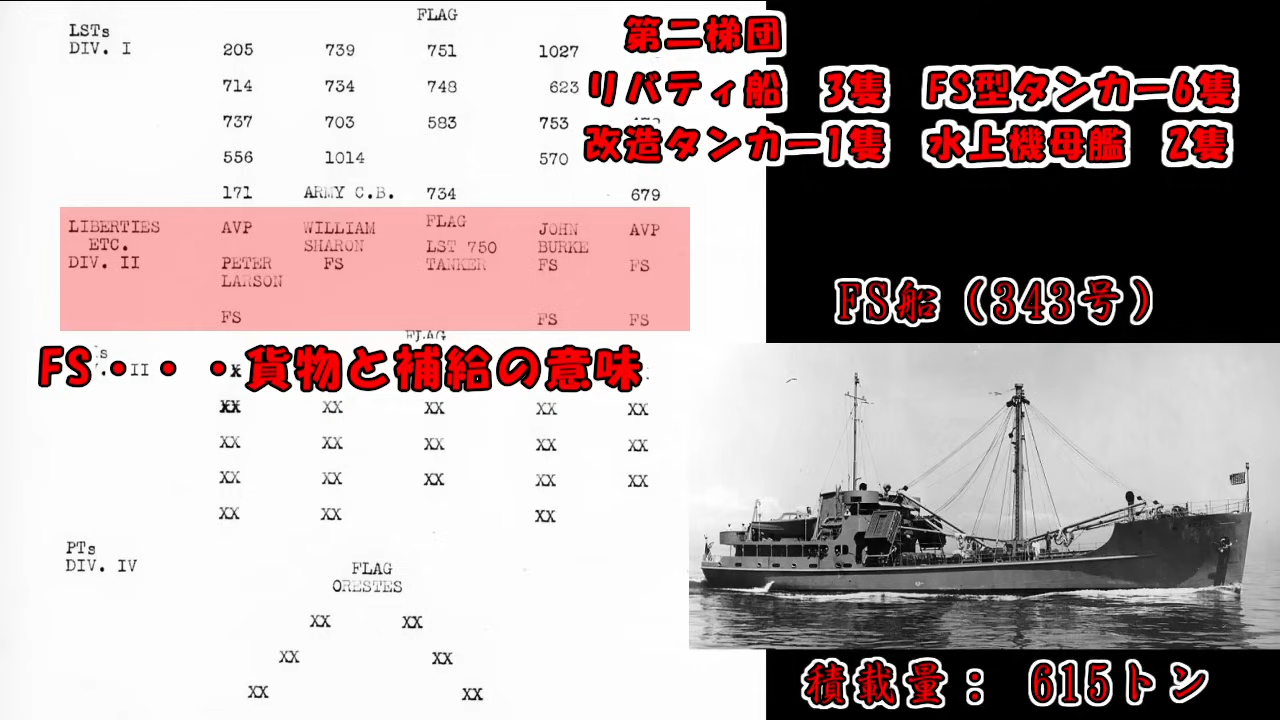 FLAG
LSTs
DIV. I
205 739 751 1027
714 734 748 623
737 703 583 753
556 1014 570
171 ARMY C.B. 734 679
LIBERTIES AVP WILLIAM FLAG JOHN AVP
ETC. SHARON LST 750 BURKE
DIV. II PETER FS TANKER FS FS
LARSON
FS FS FS
FLAG
II X
XX XX XX XX XX
XX XX XX XX XX
XX XX XX XX XX
XX XX XX
PTs
DIV. IV FLAG
ORESTES
XX XX
XX XX
XX XX
第二梯団
リバティ船 3隻 FS型タンカー6隻
改造タンカー1隻 水上機母艦 2隻
FS・・・貨物と補給の意味
FS船（343号）
積載量： 615トン